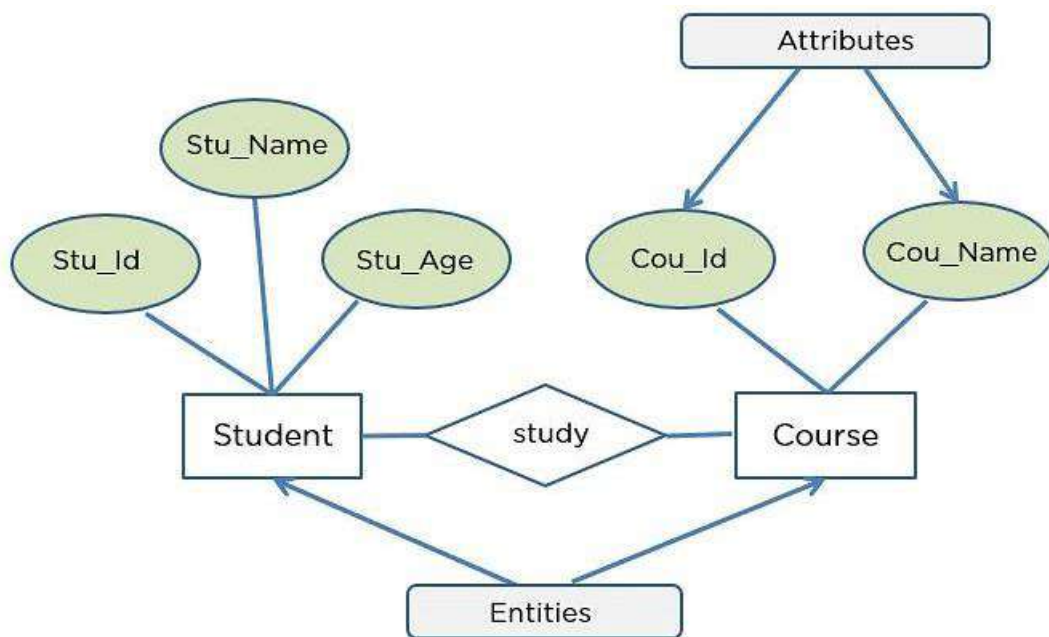 Attributes
Stu_Name
Stu_Id
Stu_Age
Cou_Id
Cou_Name
Student
study
Course
Entities